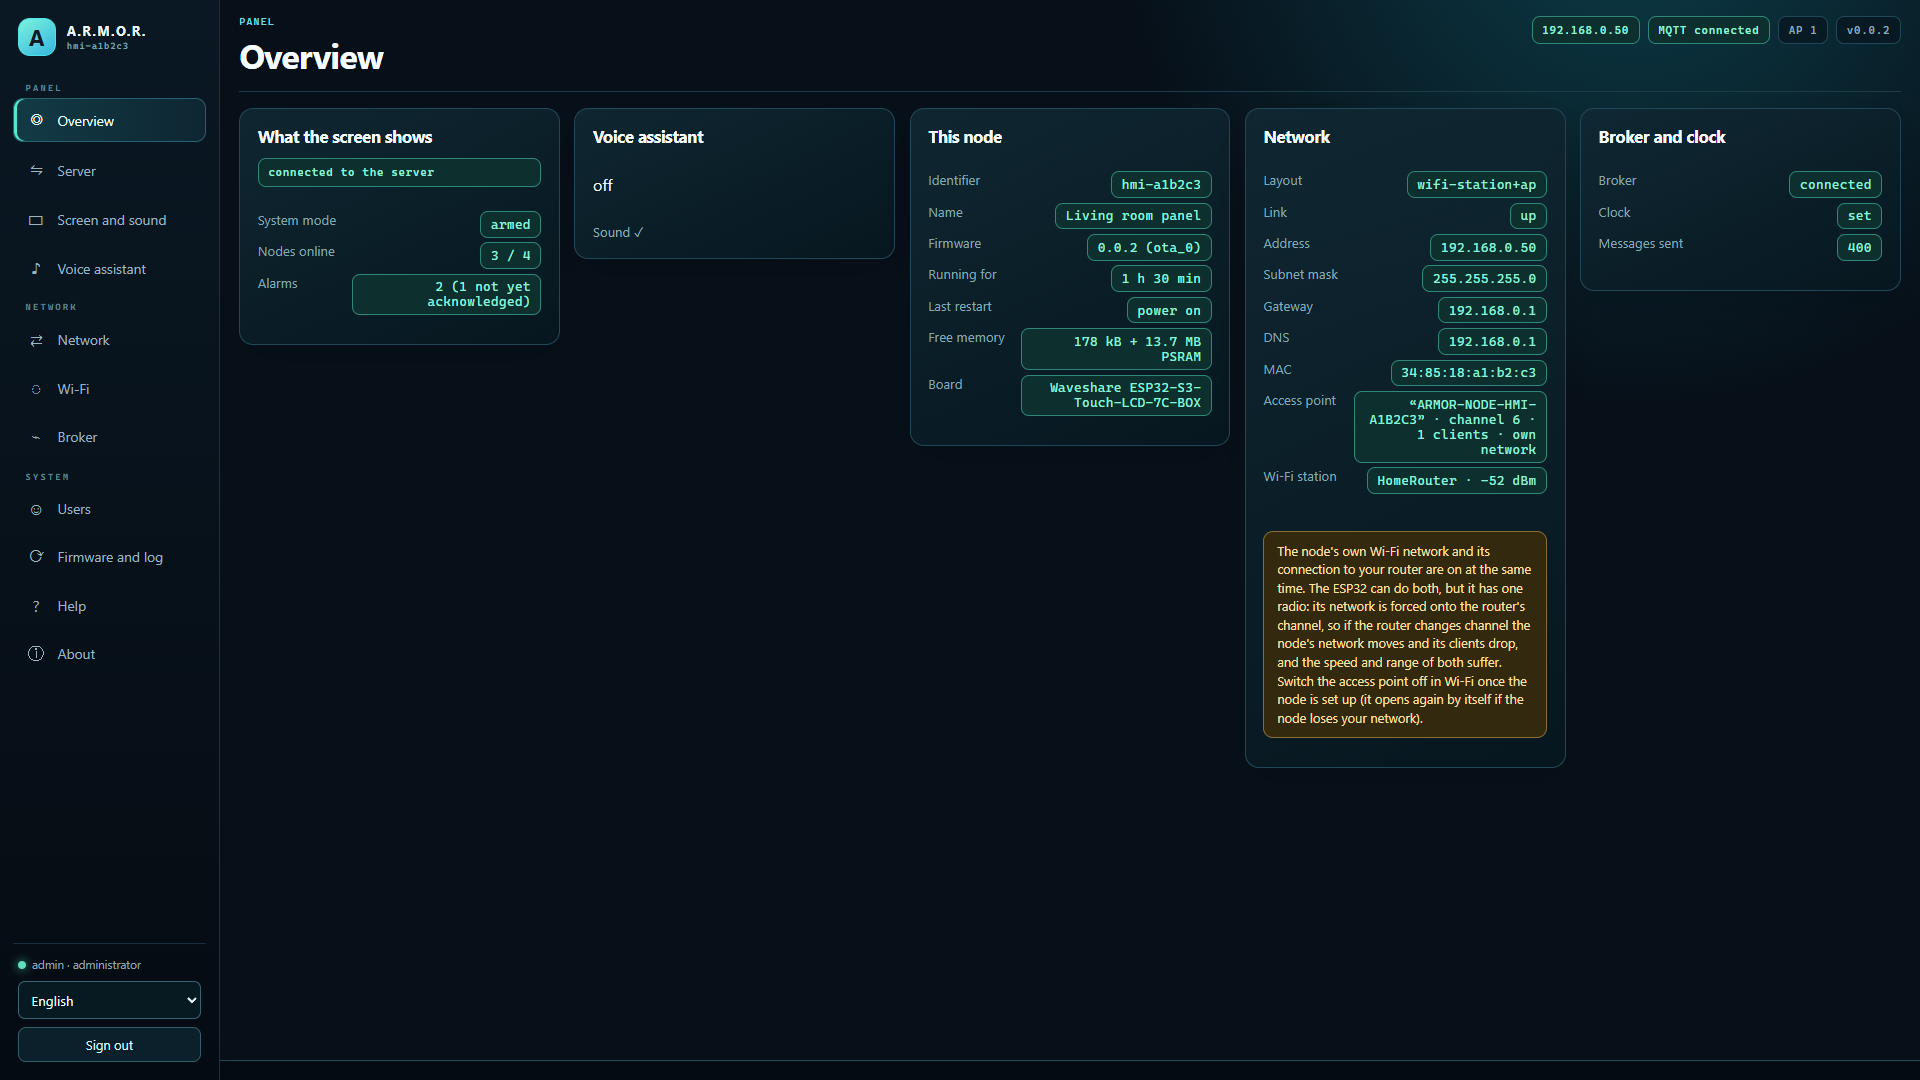 A
A.R.M.O.R.
hmi-a1b2c3
PANEL
Overview
Server
Screen and sound
Voice assistant
NETWORK
Network
Wi-Fi
Broker
SYSTEM
Users
Firmware and log
Help
About
admin · administrator
English
Sign out
PANEL
Overview
192.168.0.50
MQTT connected
AP 1
v0.0.2
What the screen shows
connected to the server
System mode armed
Nodes online 3 / 4
Alarms 2 (1 not yet
acknowledged)
Voice assistant
off
Sound ✓
This node
Identifier hmi-a1b2c3
Name Living room panel
Firmware 0.0.2 (ota_0)
Running for 1 h 30 min
Last restart power on
Free memory 178 kB + 13.7 MB
PSRAM
Board Waveshare ESP32-S3-
Touch-LCD-7C-BOX
Network
Layout wifi-station+ap
Link up
Address 192.168.0.50
Subnet mask 255.255.255.0
Gateway 192.168.0.1
DNS 192.168.0.1
MAC 34:85:18:a1:b2:c3
Access point “ARMOR-NODE-HMI-
A1B2C3” · channel 6 ·
1 clients · own
network
Wi-Fi station HomeRouter · -52 dBm
The node's own Wi-Fi network and its
connection to your router are on at the same
time. The ESP32 can do both, but it has one
radio: its network is forced onto the router's
channel, so if the router changes channel the
node's network moves and its clients drop,
and the speed and range of both suffer.
Switch the access point off in Wi-Fi once the
node is set up (it opens again by itself if the
node loses your network).
Broker and clock
Broker connected
Clock set
Messages sent 400